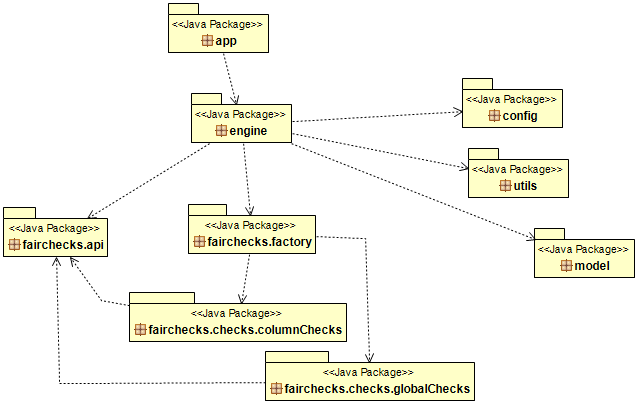 <<Java Package>>
app
<<Java Package>>
engine
<<Java Package>>
config
<<Java Package>>
utils
<<Java Package>>
fairchecks.api
<<Java Package>>
fairchecks.factory
<<Java Package>>
model
<<Java Package>>
fairchecks.checks.columnChecks
<<Java Package>>
fairchecks.checks.globalChecks